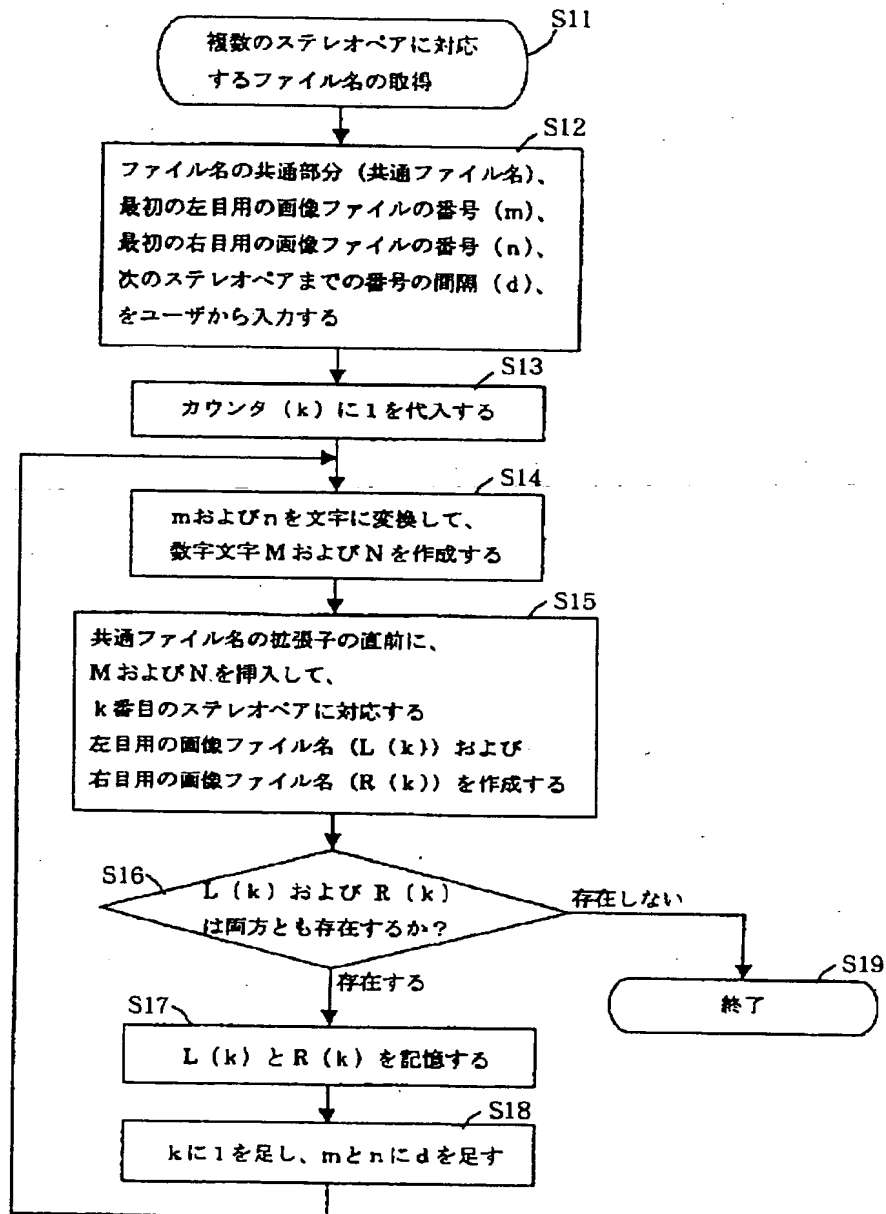 S11
複数のステレオペアに対応
するファイル名の取得
S12
ファイル名の共通部分（共通ファイル名）、
最初の左目用の画像ファイルの番号（m）、
最初の右目用の画像ファイルの番号（n）、
次のステレオペアまでの番号の間隔（d）、
をユーザから入力する
S13
カウンタ（k）に1を代入する
S14
mおよびnを文字に変換して、
数字文字MおよびNを作成する
S15
共通ファイル名の拡張子の直前に、
MおよびNを挿入して、
k番目のステレオペアに対応する
左目用の画像ファイル名（L（k））および
右目用の画像ファイル名（R（k））を作成する
S16
L（k）およびR（k）
は両方とも存在するか？
存在しない
存在する
S19
終了
S17
L（k）とR（k）を記憶する
S18
kに1を足し、mとnにdを足す